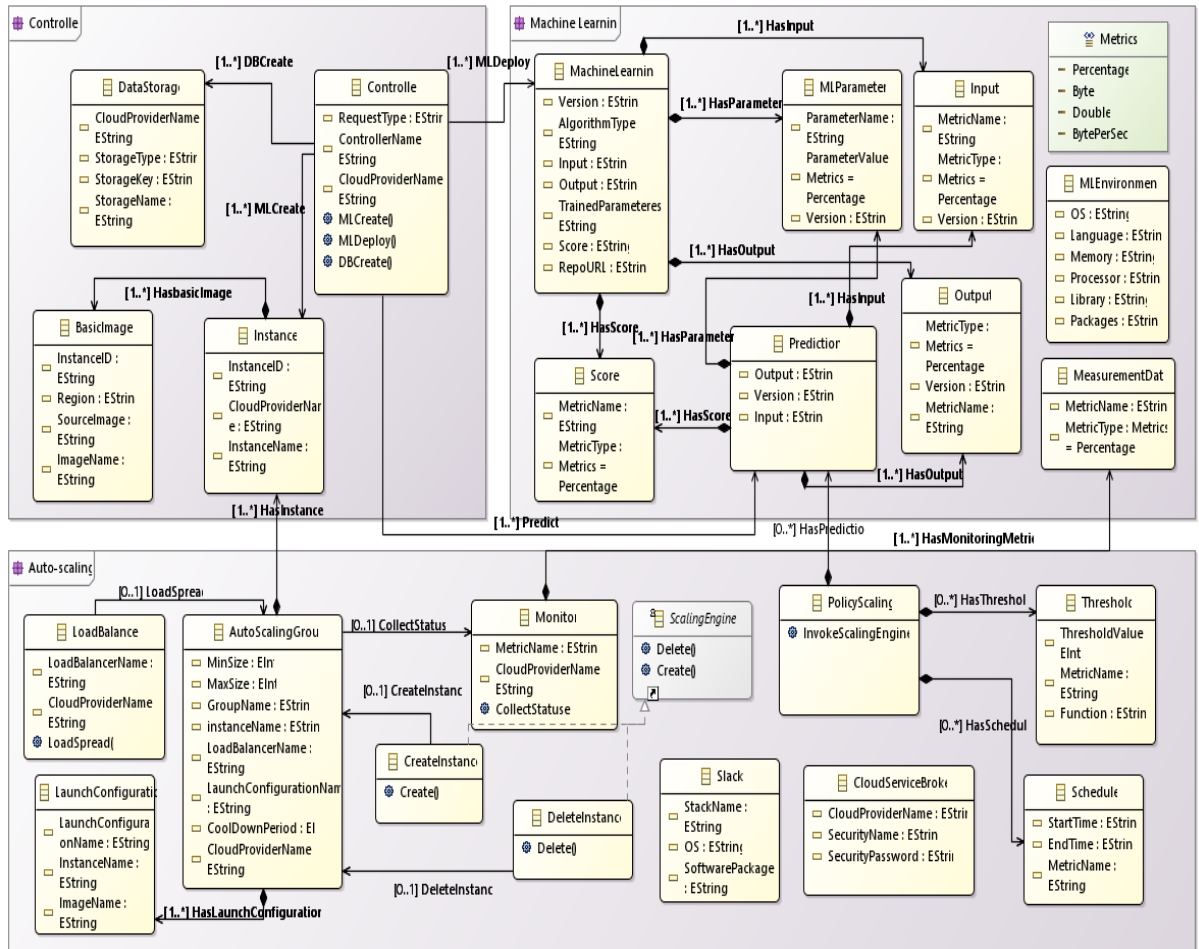 Controlle
[1..*] DBCreate
DataStorag
CloudProviderName
EString
StorageType : EStrin
StorageKey : EStrin
StorageName :
EString
[1..*] MLDeploy
Controlle
RequestType : EStrin
ControllerName
EString
CloudProviderName
EString
MLCreate()
MLDeploy()
DBCreate()
[1..*] MLCreate
[1..*] HasbasicImage
BasicImage
InstanceID :
EString
Region : EStrin
SourceImage :
EString
ImageName :
EString
Instance
InstanceID :
EString
CloudProviderNar
e : EString
InstanceName :
EString
[1..*] HasInstance
Machine Learnin
[1..*] HasInput
MachineLearnin
Version : EStrin
AlgorithmType
EString
Input : EStrin
Output : EStrin
TrainedParameteres
EString
Score : EString
RepoURL : EStrin
[1..*] HasParameter
MLParameter
ParameterName :
EString
ParameterValue
Metrics =
Percentage
Version : EStrin
Input
MetricName :
EString
MetricType :
Metrics =
Percentage
Version : EStrin
Metrics
Percentage
Byte
Double
BytePerSec
MLEnvironmen
OS : EString
Language : EStrin
Memory : EString
Processor : EStrin
Library : EString
Packages : EStrin
[1..*] HasOutput
[1..*] HasInput
[1..*] HasScore
[1..*] HasParameter
Score
MetricName :
EString
MetricType :
Metrics =
Percentage
[1..*] HasScore
Prediction
Output : EStrin
Version : EStrin
Input : EStrin
Output
MetricType :
Metrics =
Percentage
Version : EStrin
MetricName :
EString
[1..*] HasOutput
MeasurementDat
MetricName : EStrin
MetricType : Metrics
= Percentage
[1..*] Predict
[0..*] HasPredictio
[1..*] HasMonitoringMetric
Auto-scaling
[0..1] LoadSprea
LoadBalance
LoadBalancerName :
EString
CloudProviderName
EString
LoadSpread(
LaunchConfiguratic
LaunchConfigura
onName : EString
InstanceName :
EString
ImageName :
EString
AutoScalingGrou
MinSize : EInt
MaxSize : EInt
GroupName : EStrin
instanceName : EStrin
LoadBalancerName :
EString
LaunchConfigurationNam
: EString
CoolDownPeriod : EI
CloudProviderName
EString
[1..*] HasLaunchConfiguration
[0..1] CollectStatus
Monitor
MetricName : EStrin
CloudProviderName
EString
CollectStatuse
[0..1] CreateInstanc
CreateInstanc
Create()
ScalingEngine
Delete()
Create()
DeleteInstanc
Delete()
[0..1] DeleteInstanc
PolicyScaling
InvokeScalingEngine
[0..*] HasThreshol
Threshold
ThresholdValue
EInt
MetricName :
EString
Function : EStrin
[0..*] HasSchedul
Slack
StackName :
EString
OS : EString
SoftwarePackage
: EString
CloudServiceBroke
CloudProviderName : EStrin
SecurityName : EStrin
SecurityPassword : EStrin
Schedule
StartTime : EStrin
EndTime : EStrin
MetricName :
EString